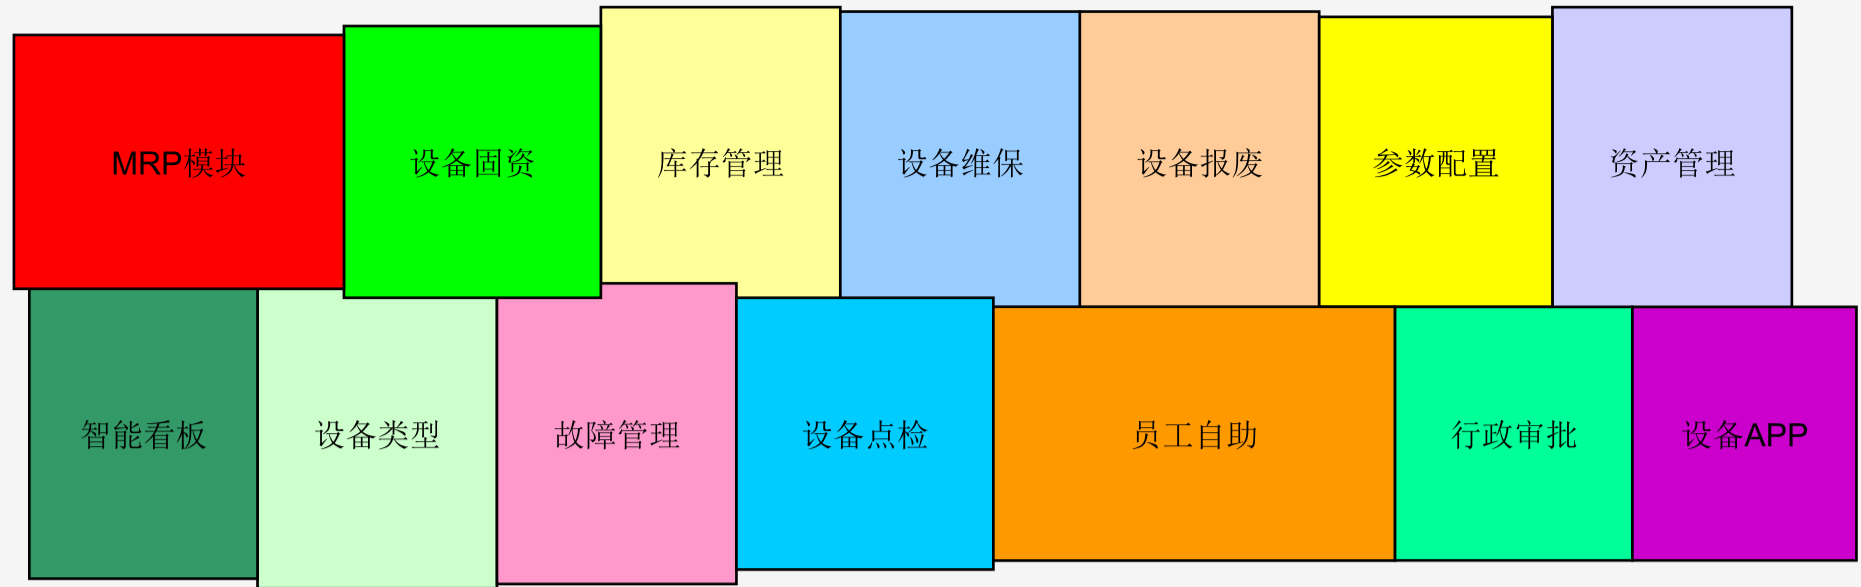 MRP模块
设备固资
库存管理
设备维保
设备报废
参数配置
资产管理
智能看板
设备类型
故障管理
设备点检
员工自助
行政审批
设备APP